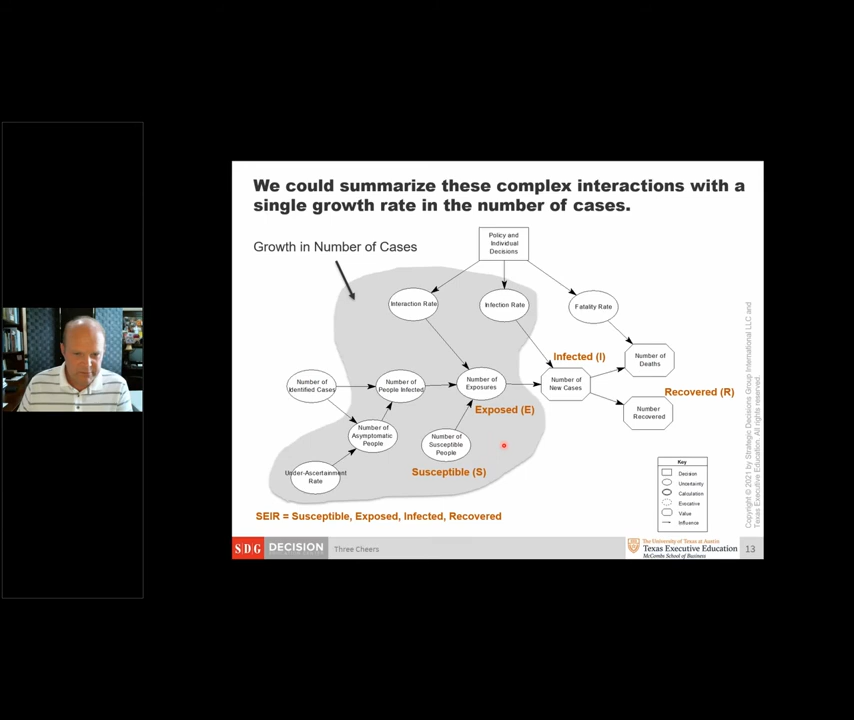 We could summarize these complex interactions with a
single growth rate in the number of cases.
Growth in Number of Cases
Policy and
Individual
Decisions
Interaction Rate
Infection Rate
Fatality Rate
Infected (I)
Number of
Deaths
Number of
Identified Cases
Number of
People Infected
Number of
Exposures
Number of
New Cases
Recovered (R)
Exposed (E)
Number
Recovered
Number of
Asymptomatic
People
Number of
Susceptible
People
Under-Ascertainment
Rate
Susceptible (S)
Key
Decision
Uncertainty
Calculation
Evocative
Value
Influence
SEIR = Susceptible, Exposed, Infected, Recovered
Copyright © 2021 by Strategic Decisions Group International LLC and
Texas Executive Education. All rights reserved.
SDG DECISION
Three Cheers
The University of Texas at Austin
Texas Executive Education
McCombs School of Business
13